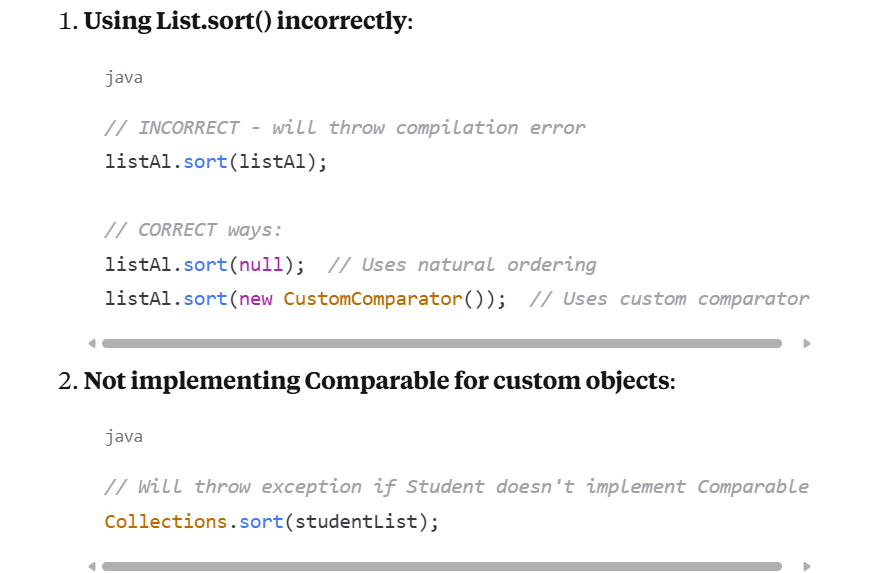 1. Using List.sort() incorrectly:
java
// INCORRECT - will throw compilation error
listAl.sort(listAl);
// CORRECT ways:
listAl.sort(null);  // Uses natural ordering
listAl.sort(new CustomComparator());  // Uses custom comparator
2. Not implementing Comparable for custom objects:
java
// Will throw exception if Student doesn't implement Comparable
Collections.sort(studentList);